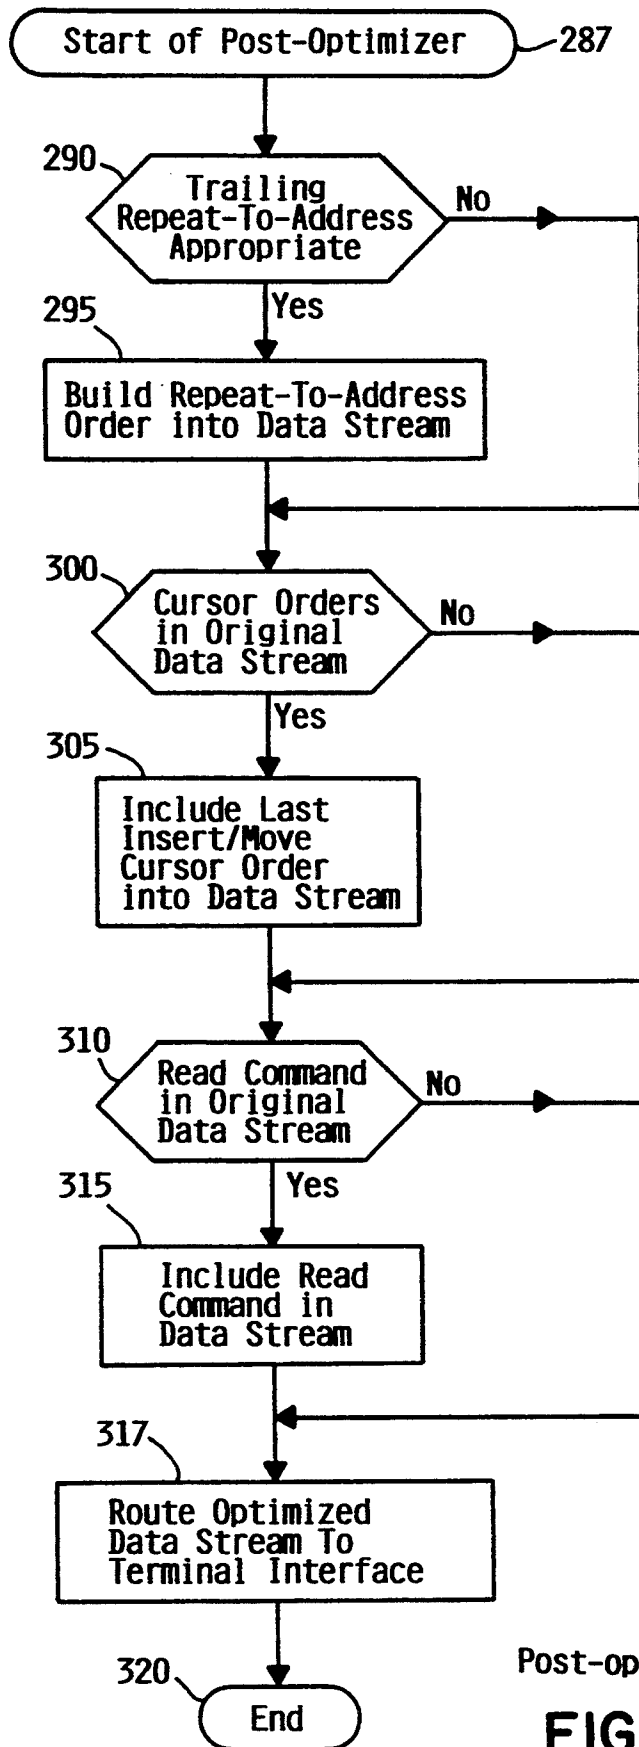 Start of Post-Optimizer
287
290
Trailing
Repeat-To-Address
Appropriate
No
Yes
295
Build Repeat-To-Address
Order into Data Stream
300
Cursor Orders
in Original
Data Stream
No
Yes
305
Include Last
Insert/Move
Cursor Order
into Data Stream
310
Read Command
in Original
Data Stream
No
Yes
315
Include Read
Command in
Data Stream
317
Route Optimized
Data Stream To
Terminal Interface
320
End
Post-op
FIG